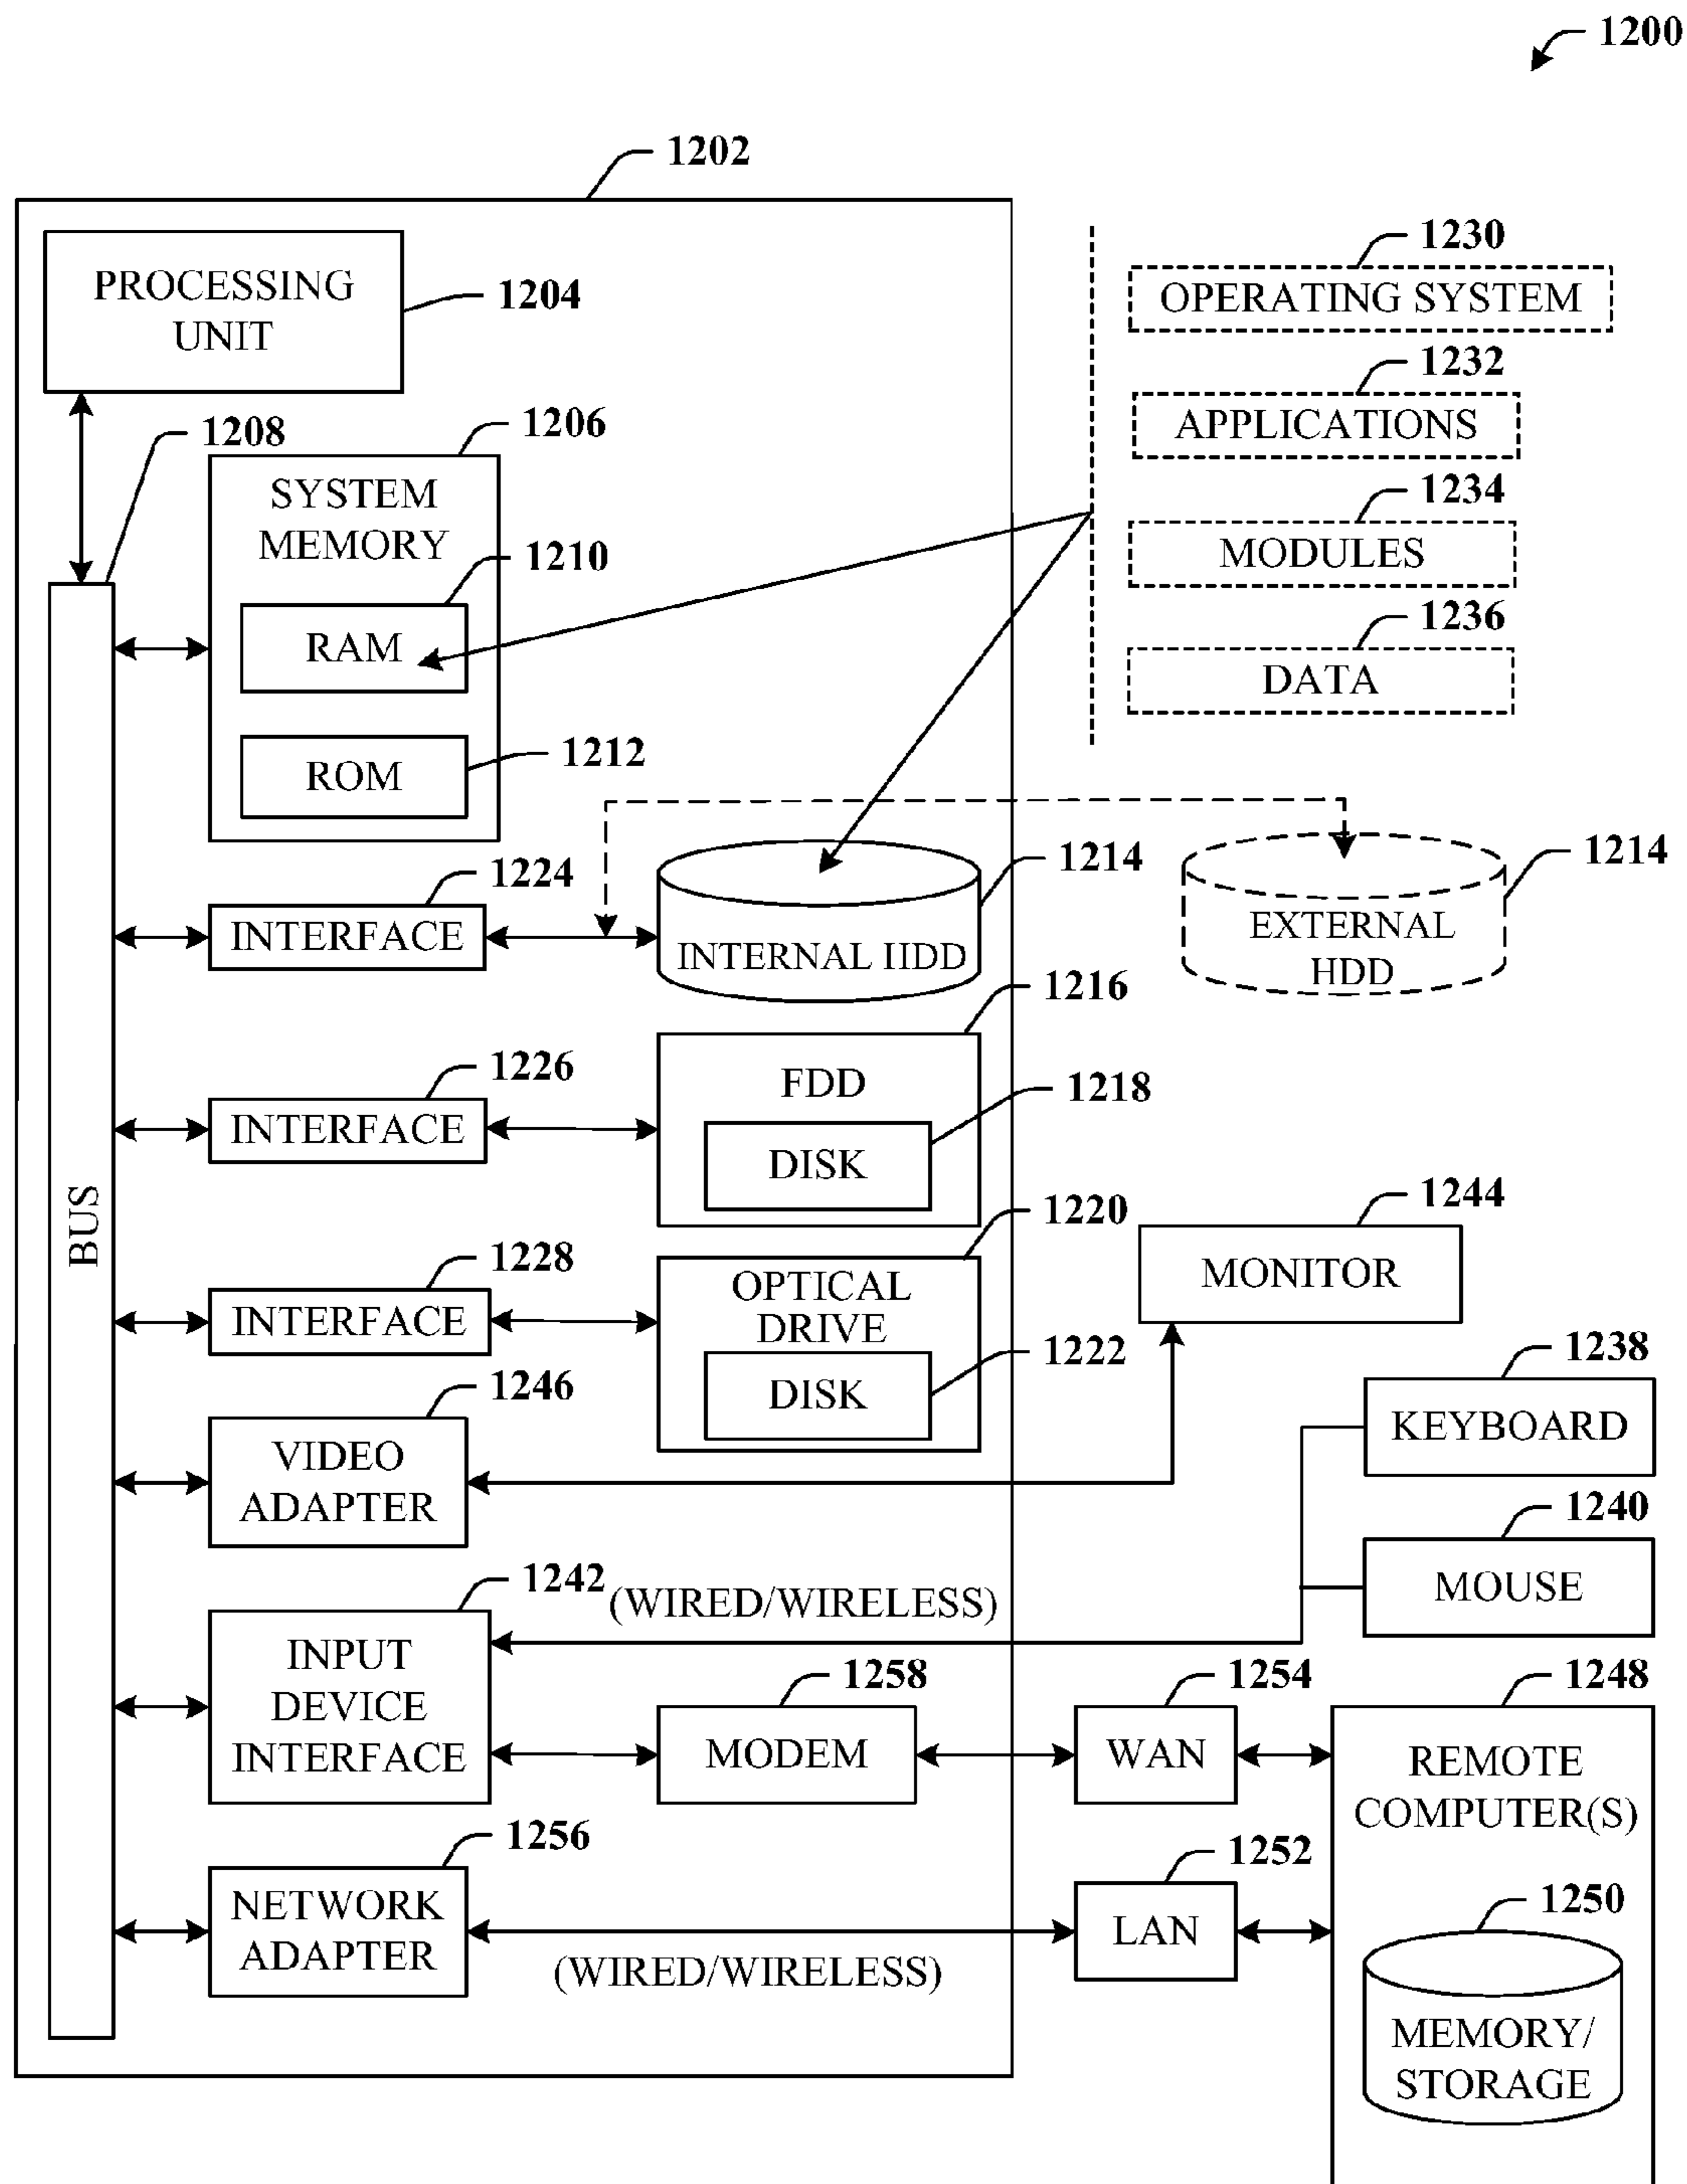 1200
1202
PROCESSING
UNIT
1204
1208
1206
SYSTEM
MEMORY
1210
RAM
1212
ROM
1230
OPERATING SYSTEM
1232
APPLICATIONS
1234
MODULES
1236
DATA
BUS
1224
INTERFACE
1214
INTERNAL HDD
1214
EXTERNAL
HDD
1226
INTERFACE
1216
FDD
1218
DISK
1228
INTERFACE
1220
OPTICAL
DRIVE
1222
DISK
1244
MONITOR
1246
VIDEO
ADAPTER
1238
KEYBOARD
1240
MOUSE
1242
(WIRED/WIRELESS)
INPUT
DEVICE
INTERFACE
1258
MODEM
1254
WAN
1248
REMOTE
COMPUTER(S)
1256
NETWORK
ADAPTER
(WIRED/WIRELESS)
1252
LAN
1250
MEMORY/
STORAGE